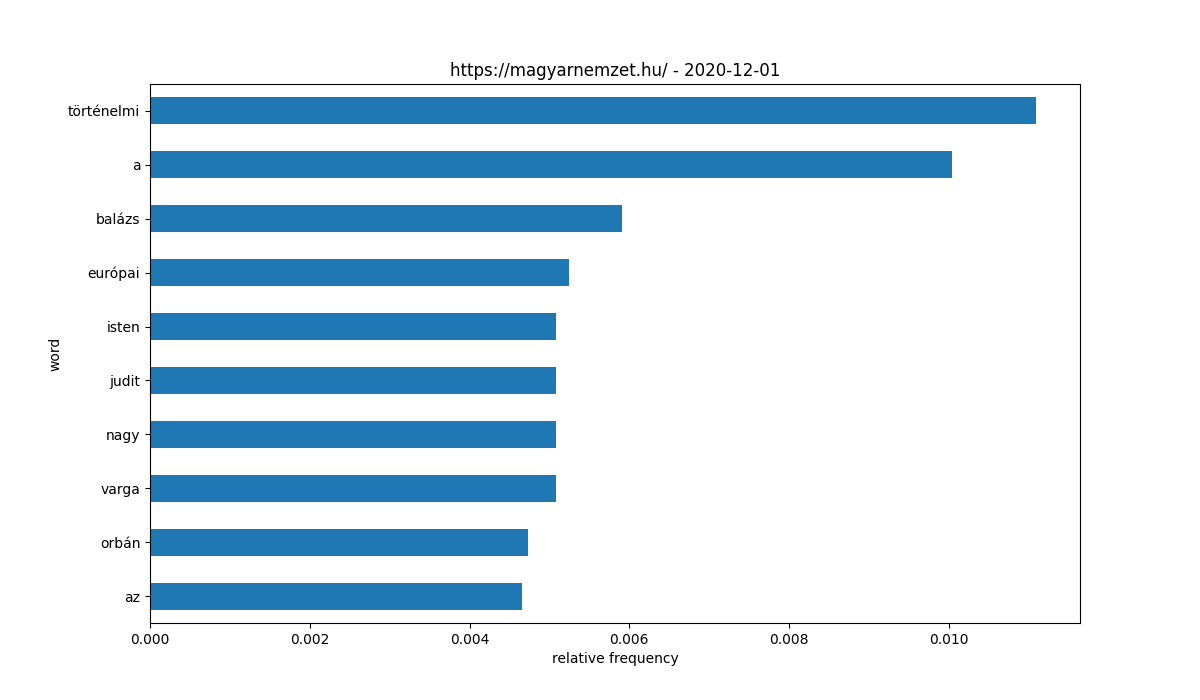 https://magyarnemzet.hu/ - 2020-12-01
történelmi
a
balázs
európai
isten
judit
nagy
varga
orbán
az
word
0.000 0.002 0.004 0.006 0.008 0.010
relative frequency